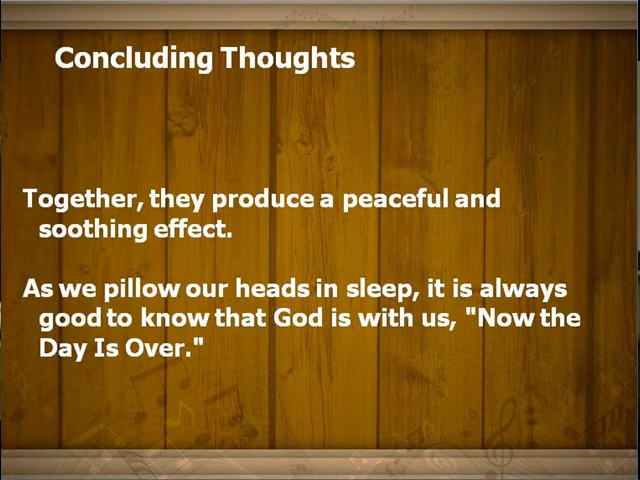 Concluding Thoughts
Together, they produce a peaceful and
soothing effect.
As we pillow our heads in sleep, it is always
good to know that God is with us, "Now the
Day Is Over."